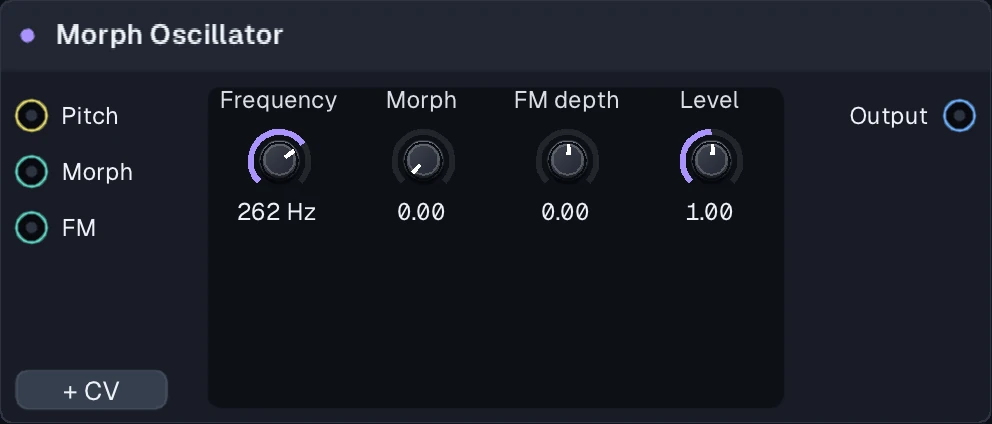 Morph Oscillator
Pitch
Morph
FM
+ CV
Frequency Morph FM depth Level
262 Hz 0.00 0.00 1.00
Output